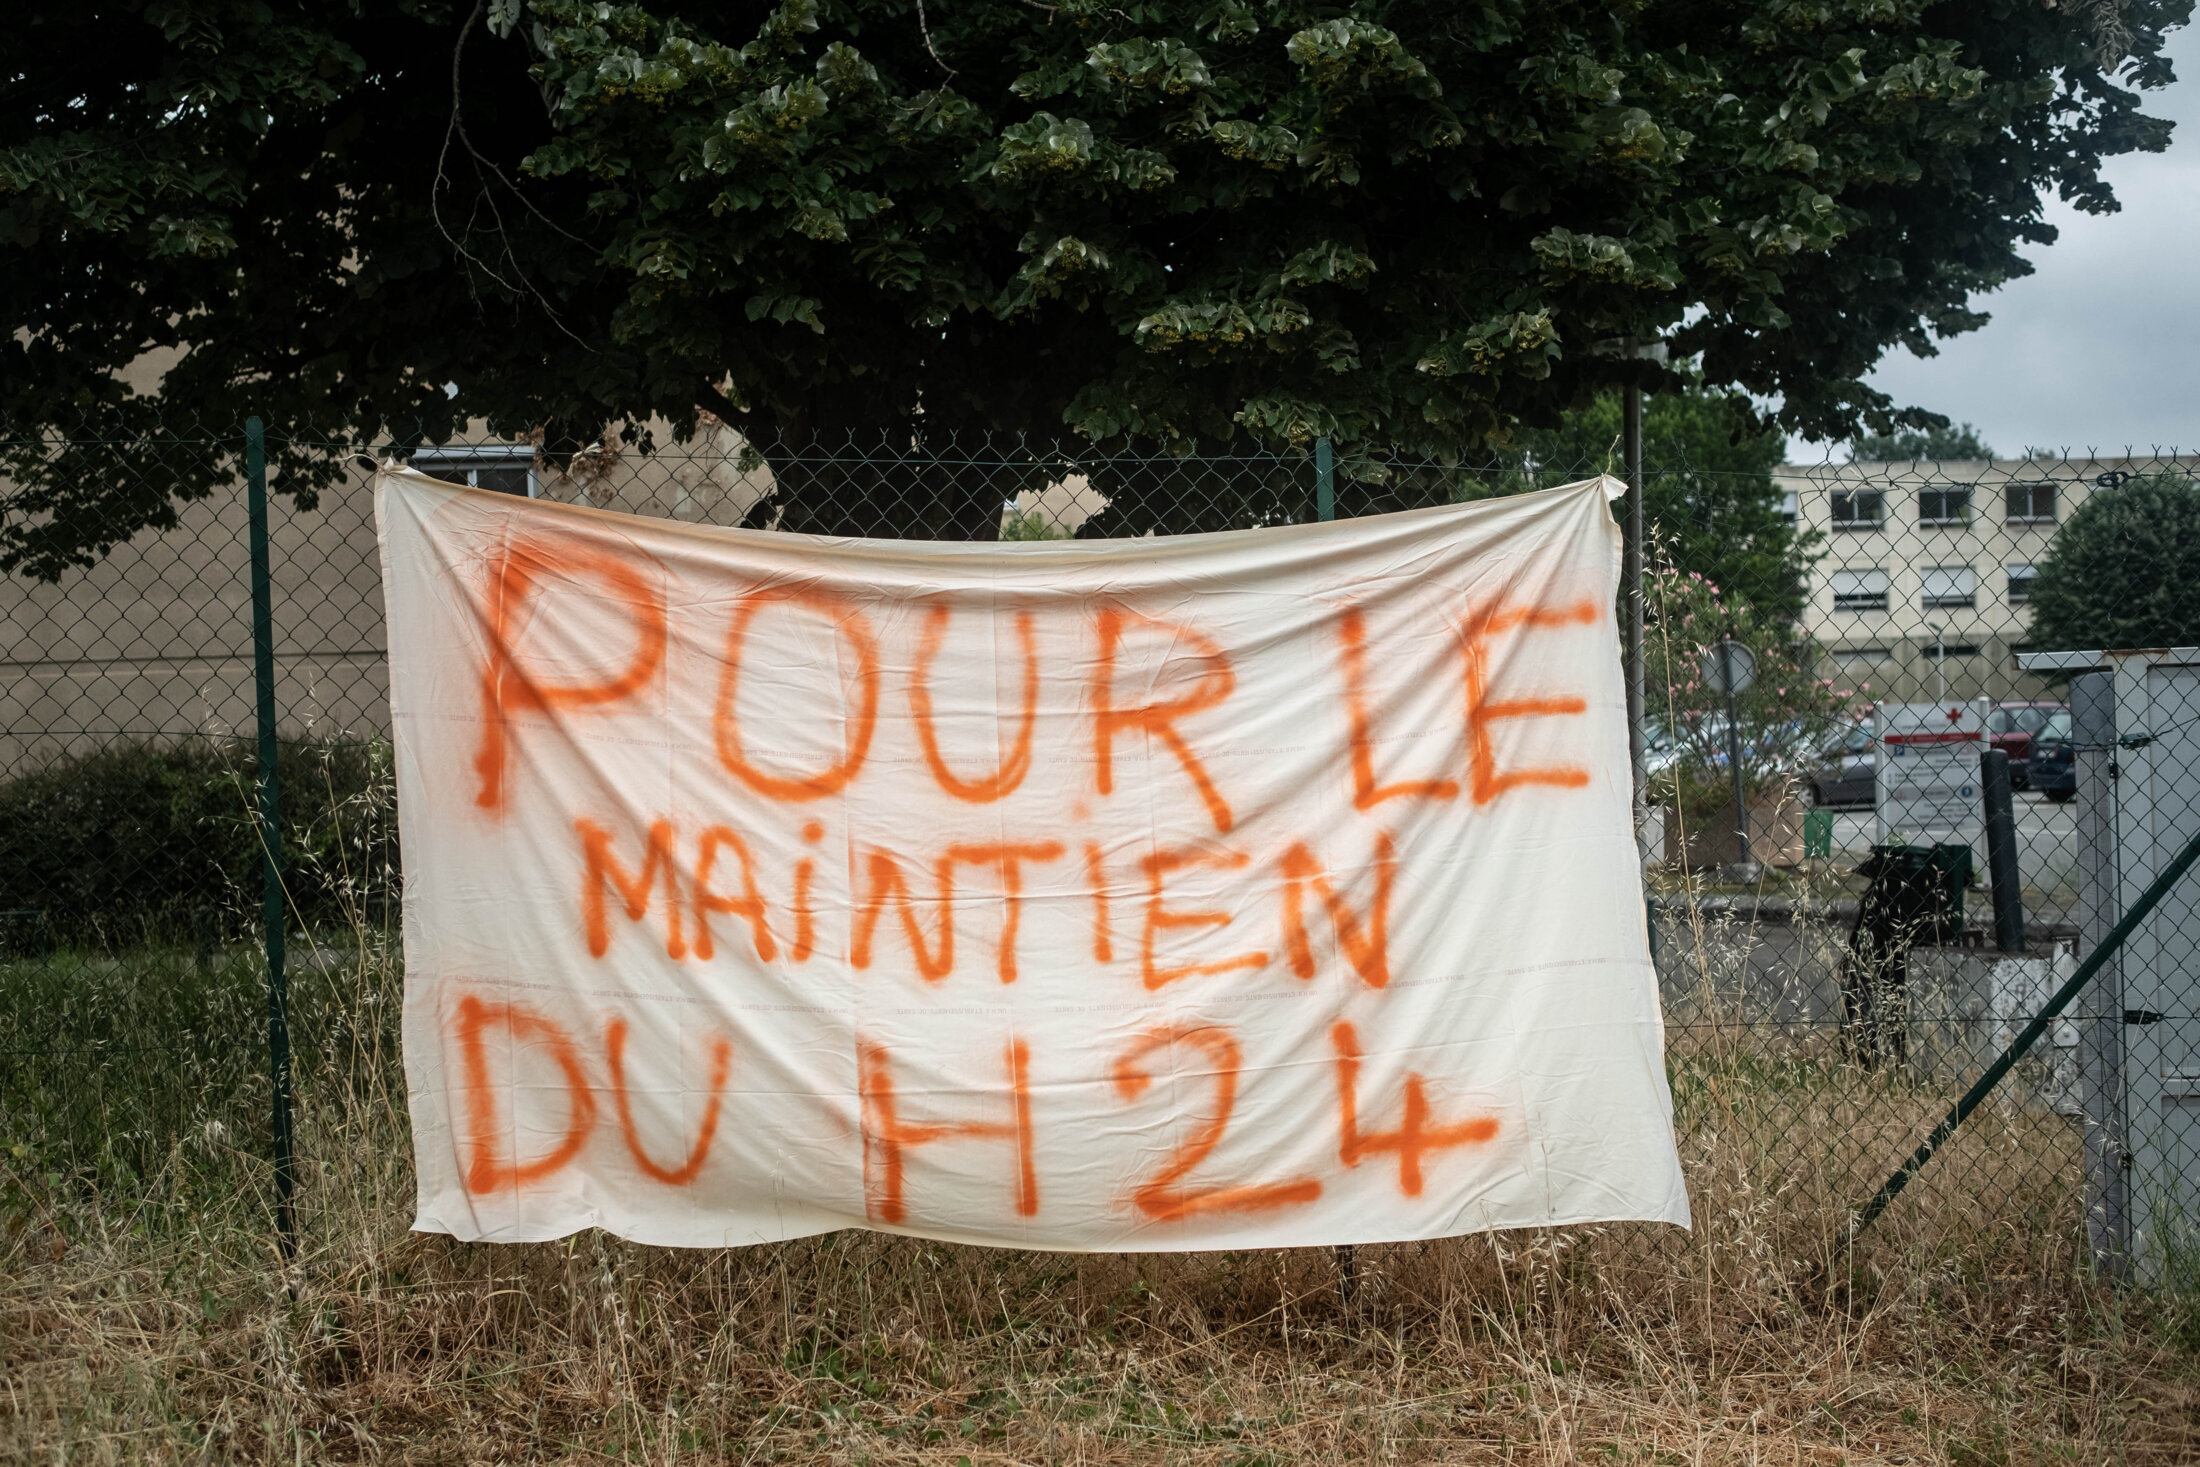 POUR LE
MAiNTIEN
DU H24